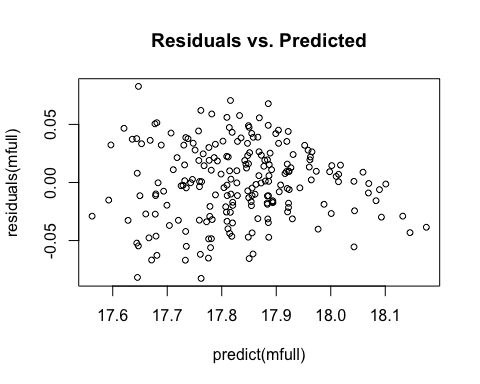 Residuals vs. Predicted
residuals(mfull)
0.05
0.00
-0.05
17.6 17.7 17.8 17.9 18.0 18.1
predict(mfull)